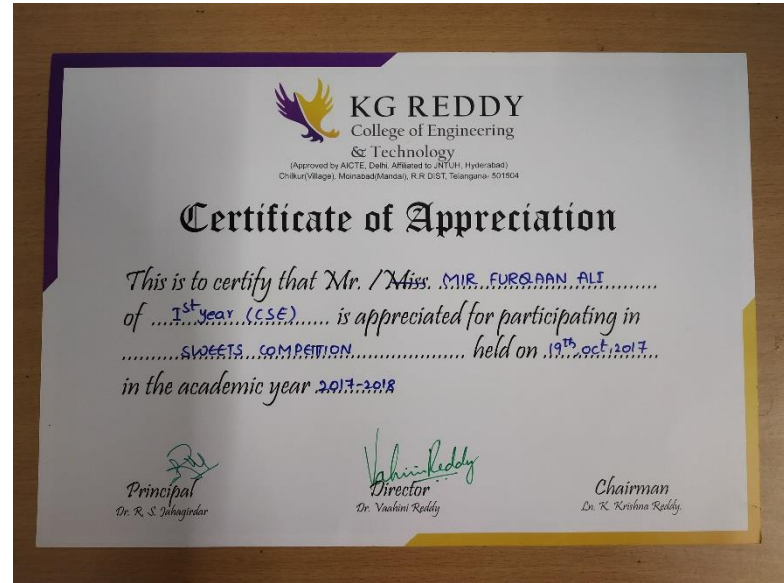 KG REDDY
College of Engineering
& Technology
(Approved by AICTE, Delhi, Affiliated to JNTUH, Hyderabad)
Chilkur(Village), Moinabad(Mandal), R.R DIST, Telangana- 501504
Certificate of Appreciation
This is to certify that Mr. / Miss. MIR FURQAAN ALI
of Ist year (CSE) is appreciated for participating in
SWEETS COMPETITION held on 19th, oct, 2017
in the academic year 2017-2018
Vahini Reddy
Principal Director Chairman
Dr. R. S. Jahagirdar Dr. Vaahini Reddy Ln. K. Krishna Reddy.